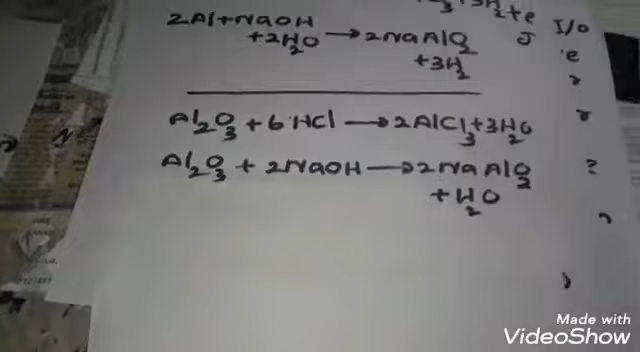 2Al+NaOH
+2H2O → 2NaAlO2
+3H2
Al2O3 + 6HCl → 2AlCl3 + 3H2O
Al2O3 + 2NaOH → 2NaAlO2
+ H2O
Made with
VideoShow